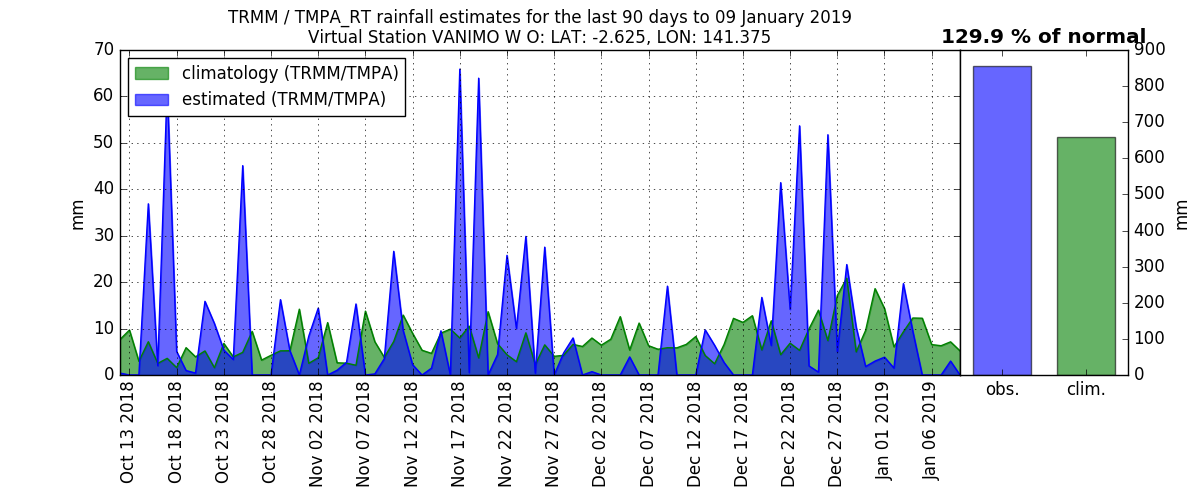 TRMM / TMPA_RT rainfall estimates for the last 90 days to 09 January 2019
Virtual Station VANIMO W O: LAT: -2.625, LON: 141.375
129.9 % of normal
climatology (TRMM/TMPA)
estimated (TRMM/TMPA)
mm
70
60
50
40
30
20
10
0
Oct 13 2018
Oct 18 2018
Oct 23 2018
Oct 28 2018
Nov 02 2018
Nov 07 2018
Nov 12 2018
Nov 17 2018
Nov 22 2018
Nov 27 2018
Dec 02 2018
Dec 07 2018
Dec 12 2018
Dec 17 2018
Dec 22 2018
Dec 27 2018
Jan 01 2019
Jan 06 2019
obs.
clim.
900
800
700
600
500
400
300
200
100
0
mm